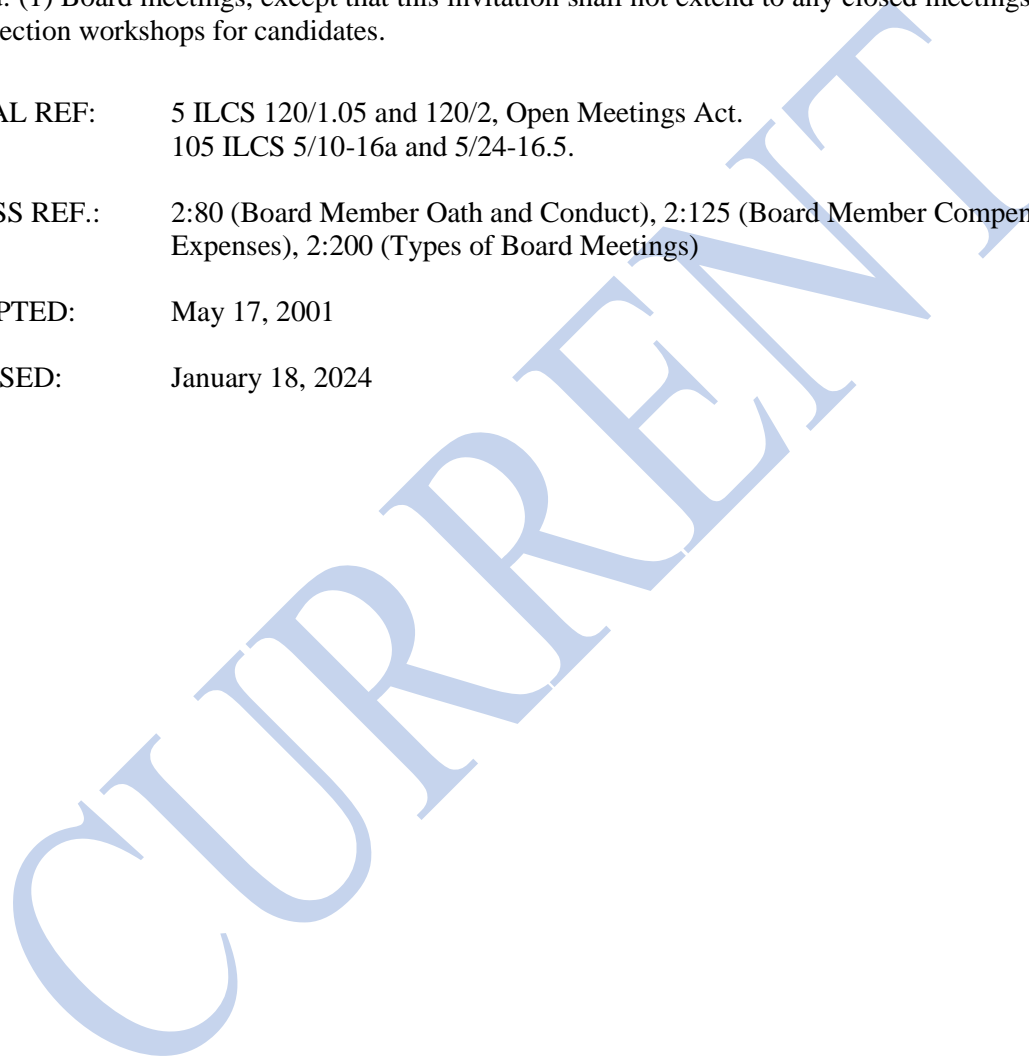 (1) Board meetings, except that this invitation shall not extend to any closed meetings
ection workshops for candidates.
AL REF: 5 ILCS 120/1.05 and 120/2, Open Meetings Act.
105 ILCS 5/10-16a and 5/24-16.5.
SS REF.: 2:80 (Board Member Oath and Conduct), 2:125 (Board Member Compen
Expenses), 2:200 (Types of Board Meetings)
PTED: May 17, 2001
SED: January 18, 2024
CURRENT